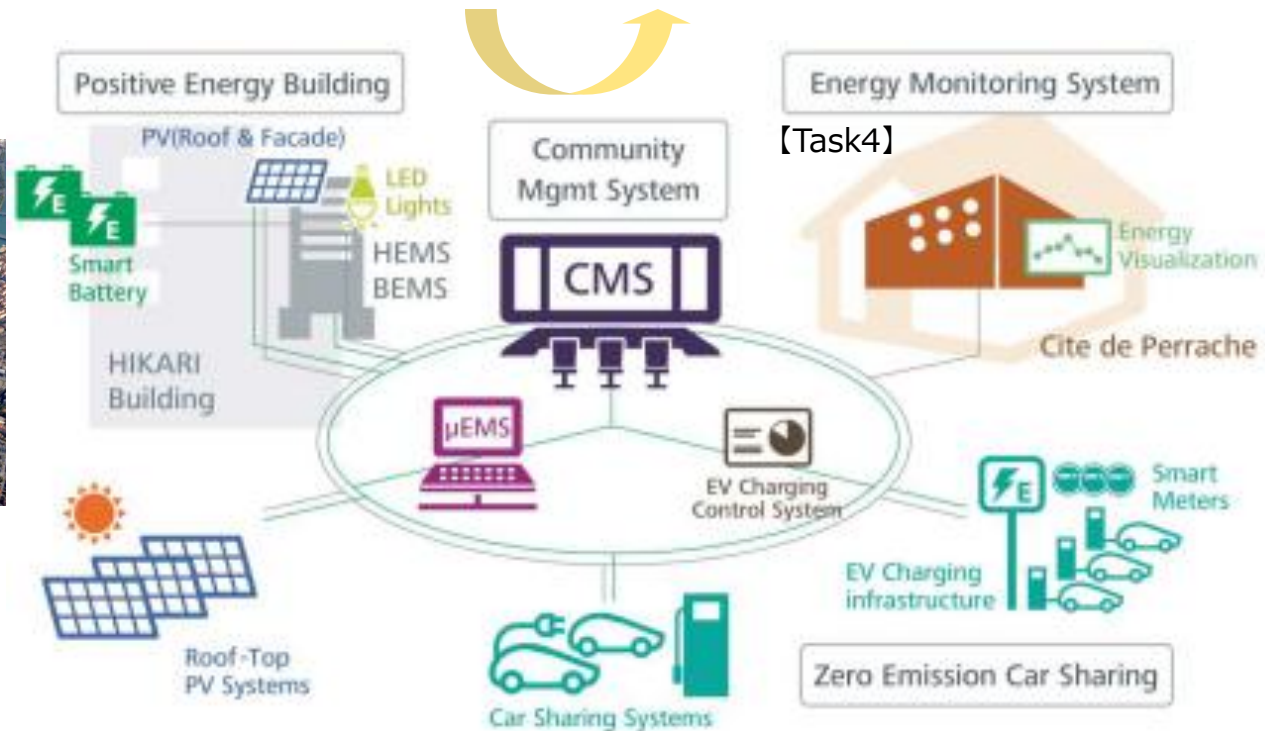 Positive Energy Building
Energy Monitoring System
PV(Roof & Facade)
LED
Lights
HEMS
BEMS
E
E
Smart
Battery
HIKARI
Building
Community
Mgmt System
CMS
【Task4】
Energy
Visualization
Cite de Perrache
μEMS
EV Charging
Control System
E
Smart
Meters
EV Charging
infrastructure
Roof-Top
PV Systems
Car Sharing Systems
Zero Emission Car Sharing